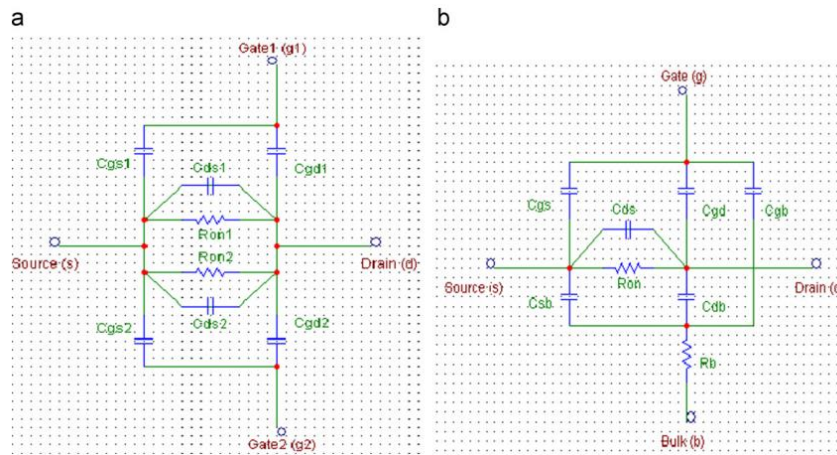 a
Gate1 (g1)
Cgs1
Cds1
Cgd1
Ron1
Source (s)
Ron2
Drain (d)
Cds2
Cgs2
Cgd2
Gate2 (g2)
b
Gate (g)
Cgs
Cds
Cgd
Cgb
Source (s)
Ron
Drain (d
Csb
Cdb
Rb
Bulk (b)